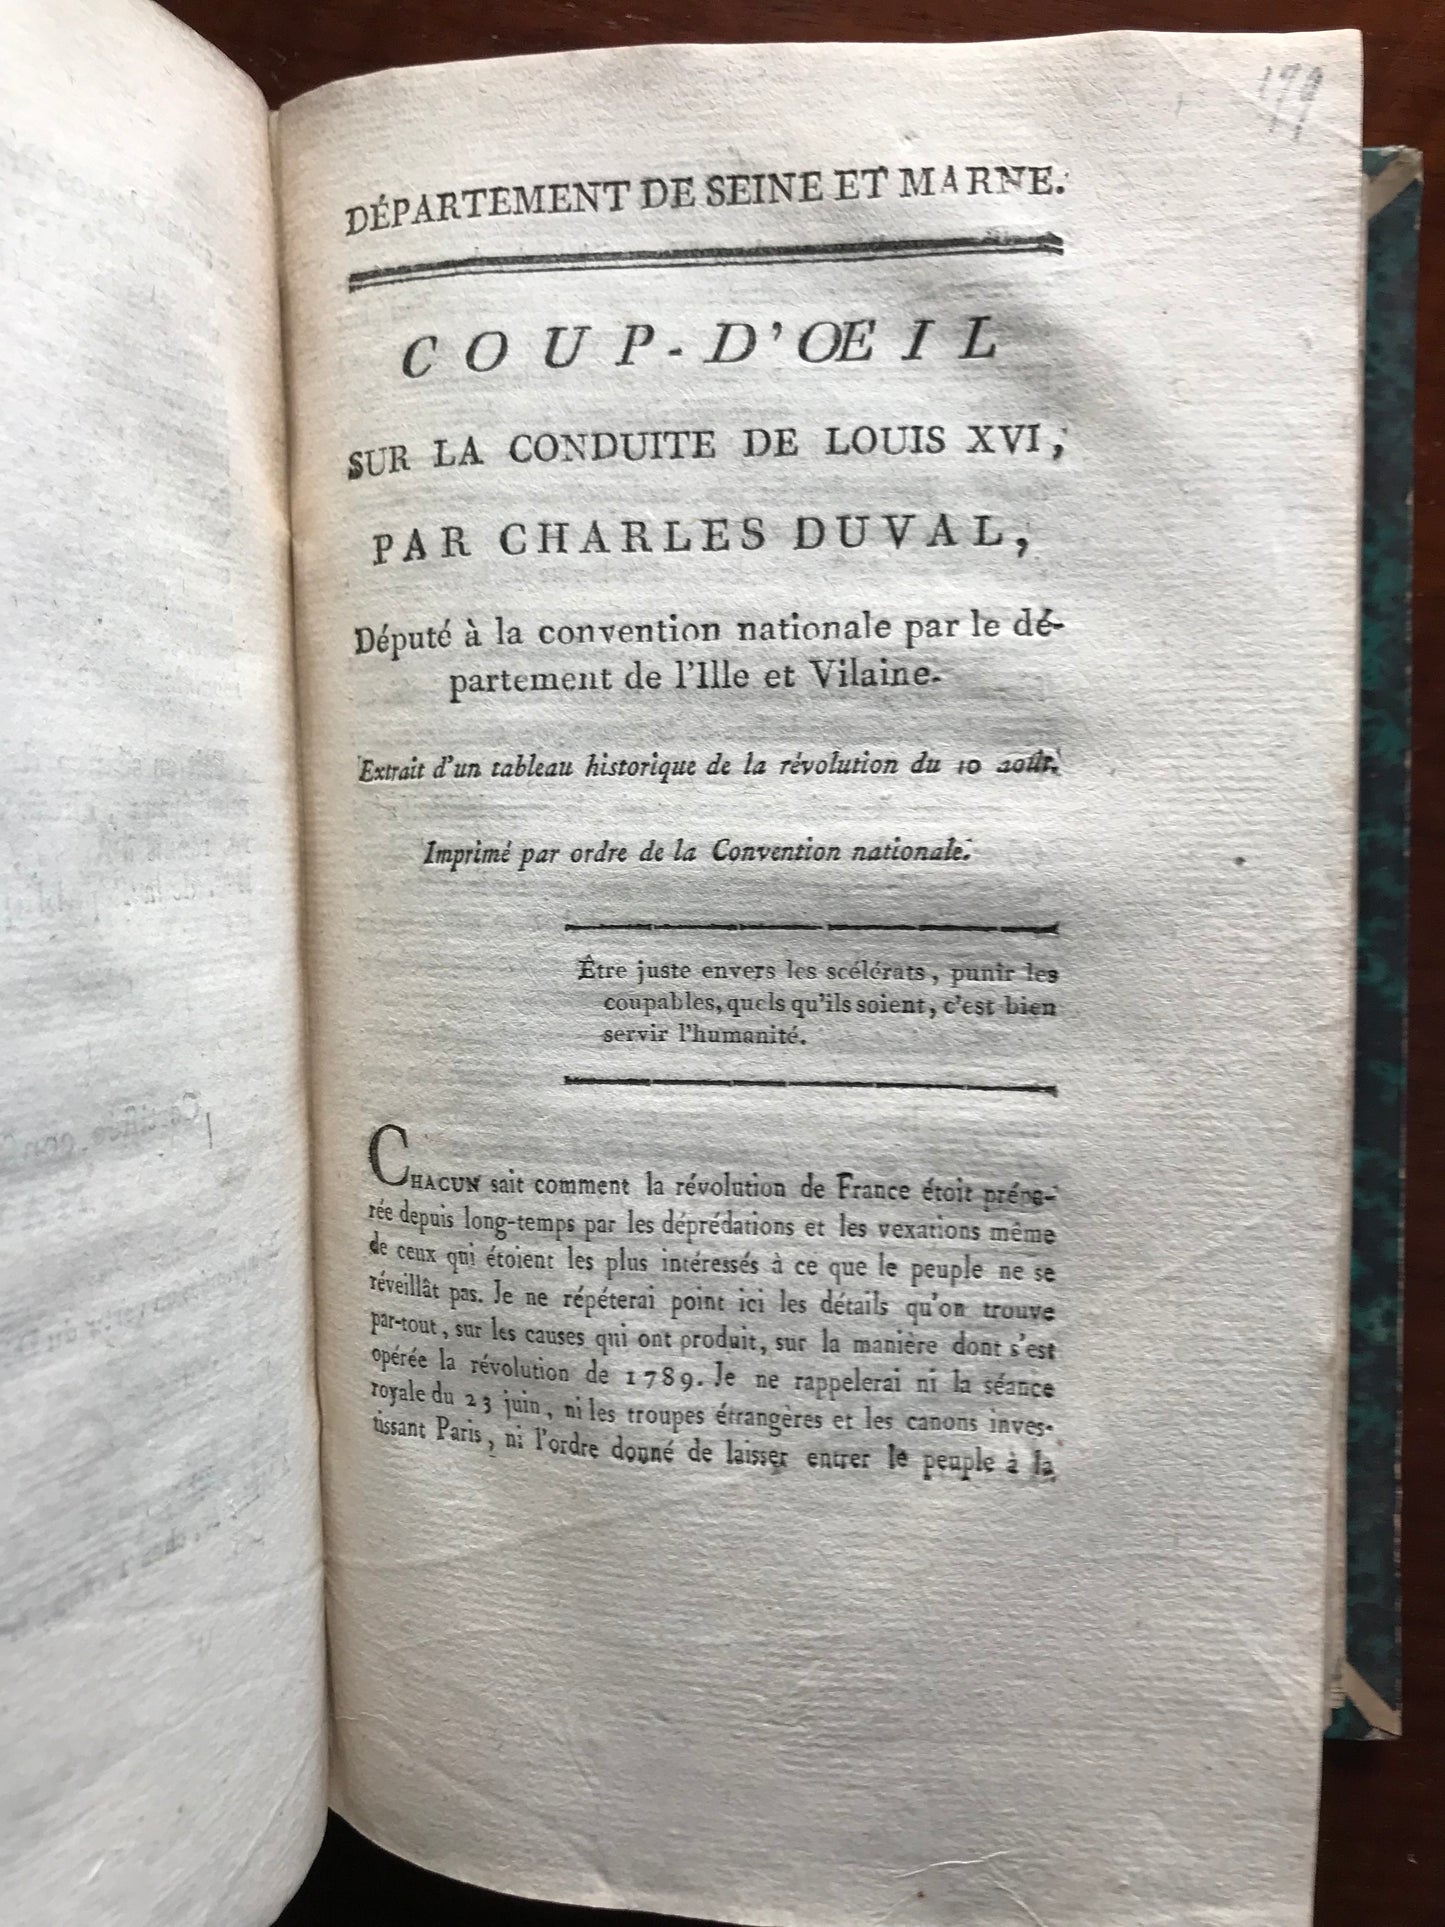 179
DÉPARTEMENT DE SEINE ET MARNE.
COUP-D'ŒIL
SUR LA CONDUITE DE LOUIS XVI,
PAR CHARLES DUVAL,
Député à la convention nationale par le dé-
partement de l'Ille et Vilaine.
Extrait d'un tableau historique de la révolution du 10 août.
Imprimé par ordre de la Convention nationale.
Être juste envers les scélérats, punir les
coupables, quels qu'ils soient, c'est bien
servir l'humanité.
CHACUN sait comment la révolution de France étoit prépa-
rée depuis long-temps par les déprédations et les vexations même
de ceux qui étoient les plus intéressés à ce que le peuple ne se
réveillât pas. Je ne répéterai point ici les détails qu'on trouve
par-tout, sur les causes qui ont produit, sur la manière dont s'est
opérée la révolution de 1789. Je ne rappelerai ni la séance
royale du 23 juin, ni les troupes étrangères et les canons inves-
tissant Paris, ni l'ordre donné de laisser entrer le peuple à la